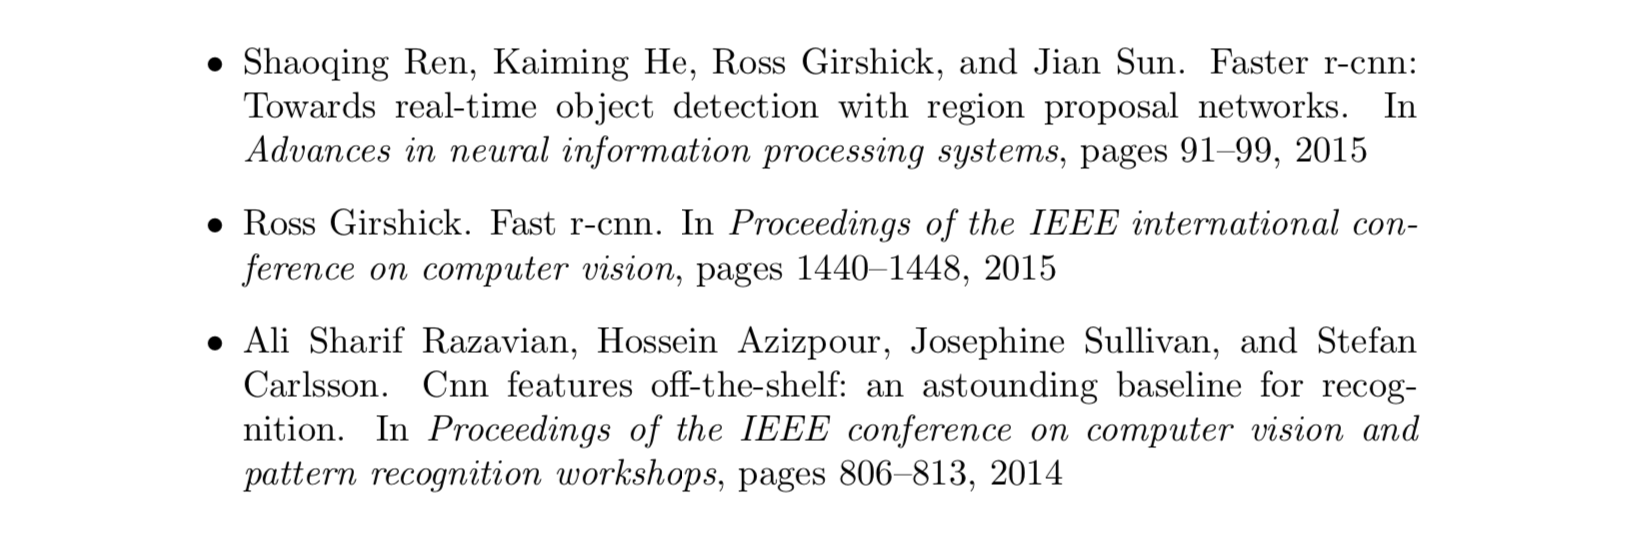 • Shaoqing Ren, Kaiming He, Ross Girshick, and Jian Sun. Faster r-cnn:
Towards real-time object detection with region proposal networks. In
Advances in neural information processing systems, pages 91–99, 2015
• Ross Girshick. Fast r-cnn. In Proceedings of the IEEE international con-
ference on computer vision, pages 1440–1448, 2015
• Ali Sharif Razavian, Hossein Azizpour, Josephine Sullivan, and Stefan
Carlsson. Cnn features off-the-shelf: an astounding baseline for recog-
nition. In Proceedings of the IEEE conference on computer vision and
pattern recognition workshops, pages 806–813, 2014